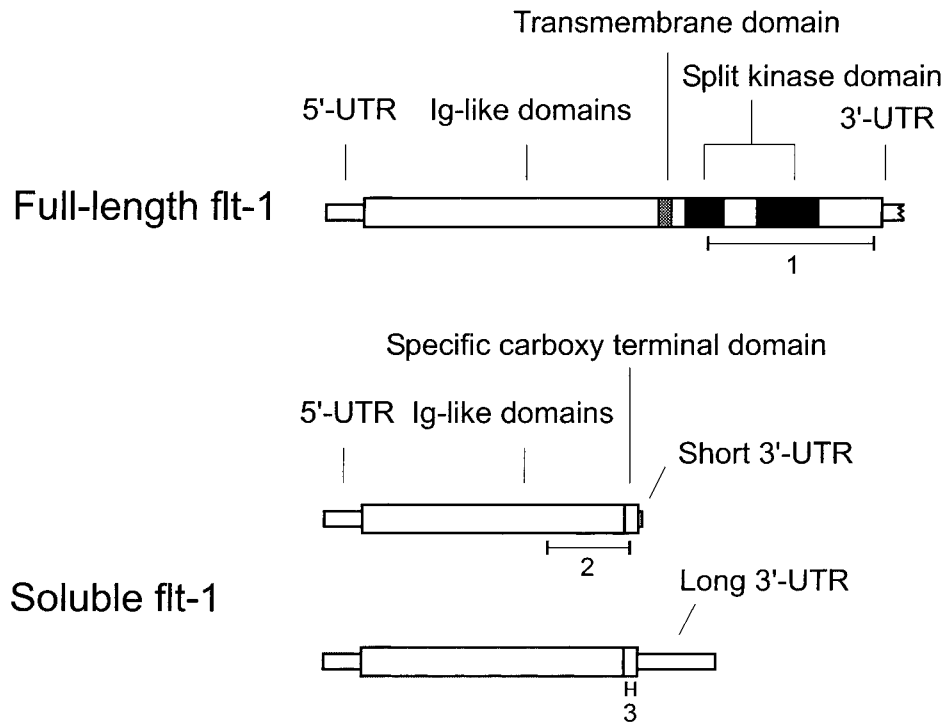 Transmembrane domain
Split kinase domain
5'-UTR
Ig-like domains
3'-UTR
Full-length flt-1
1
Specific carboxy terminal domain
5'-UTR
Ig-like domains
Short 3'-UTR
2
Soluble flt-1
Long 3'-UTR
3